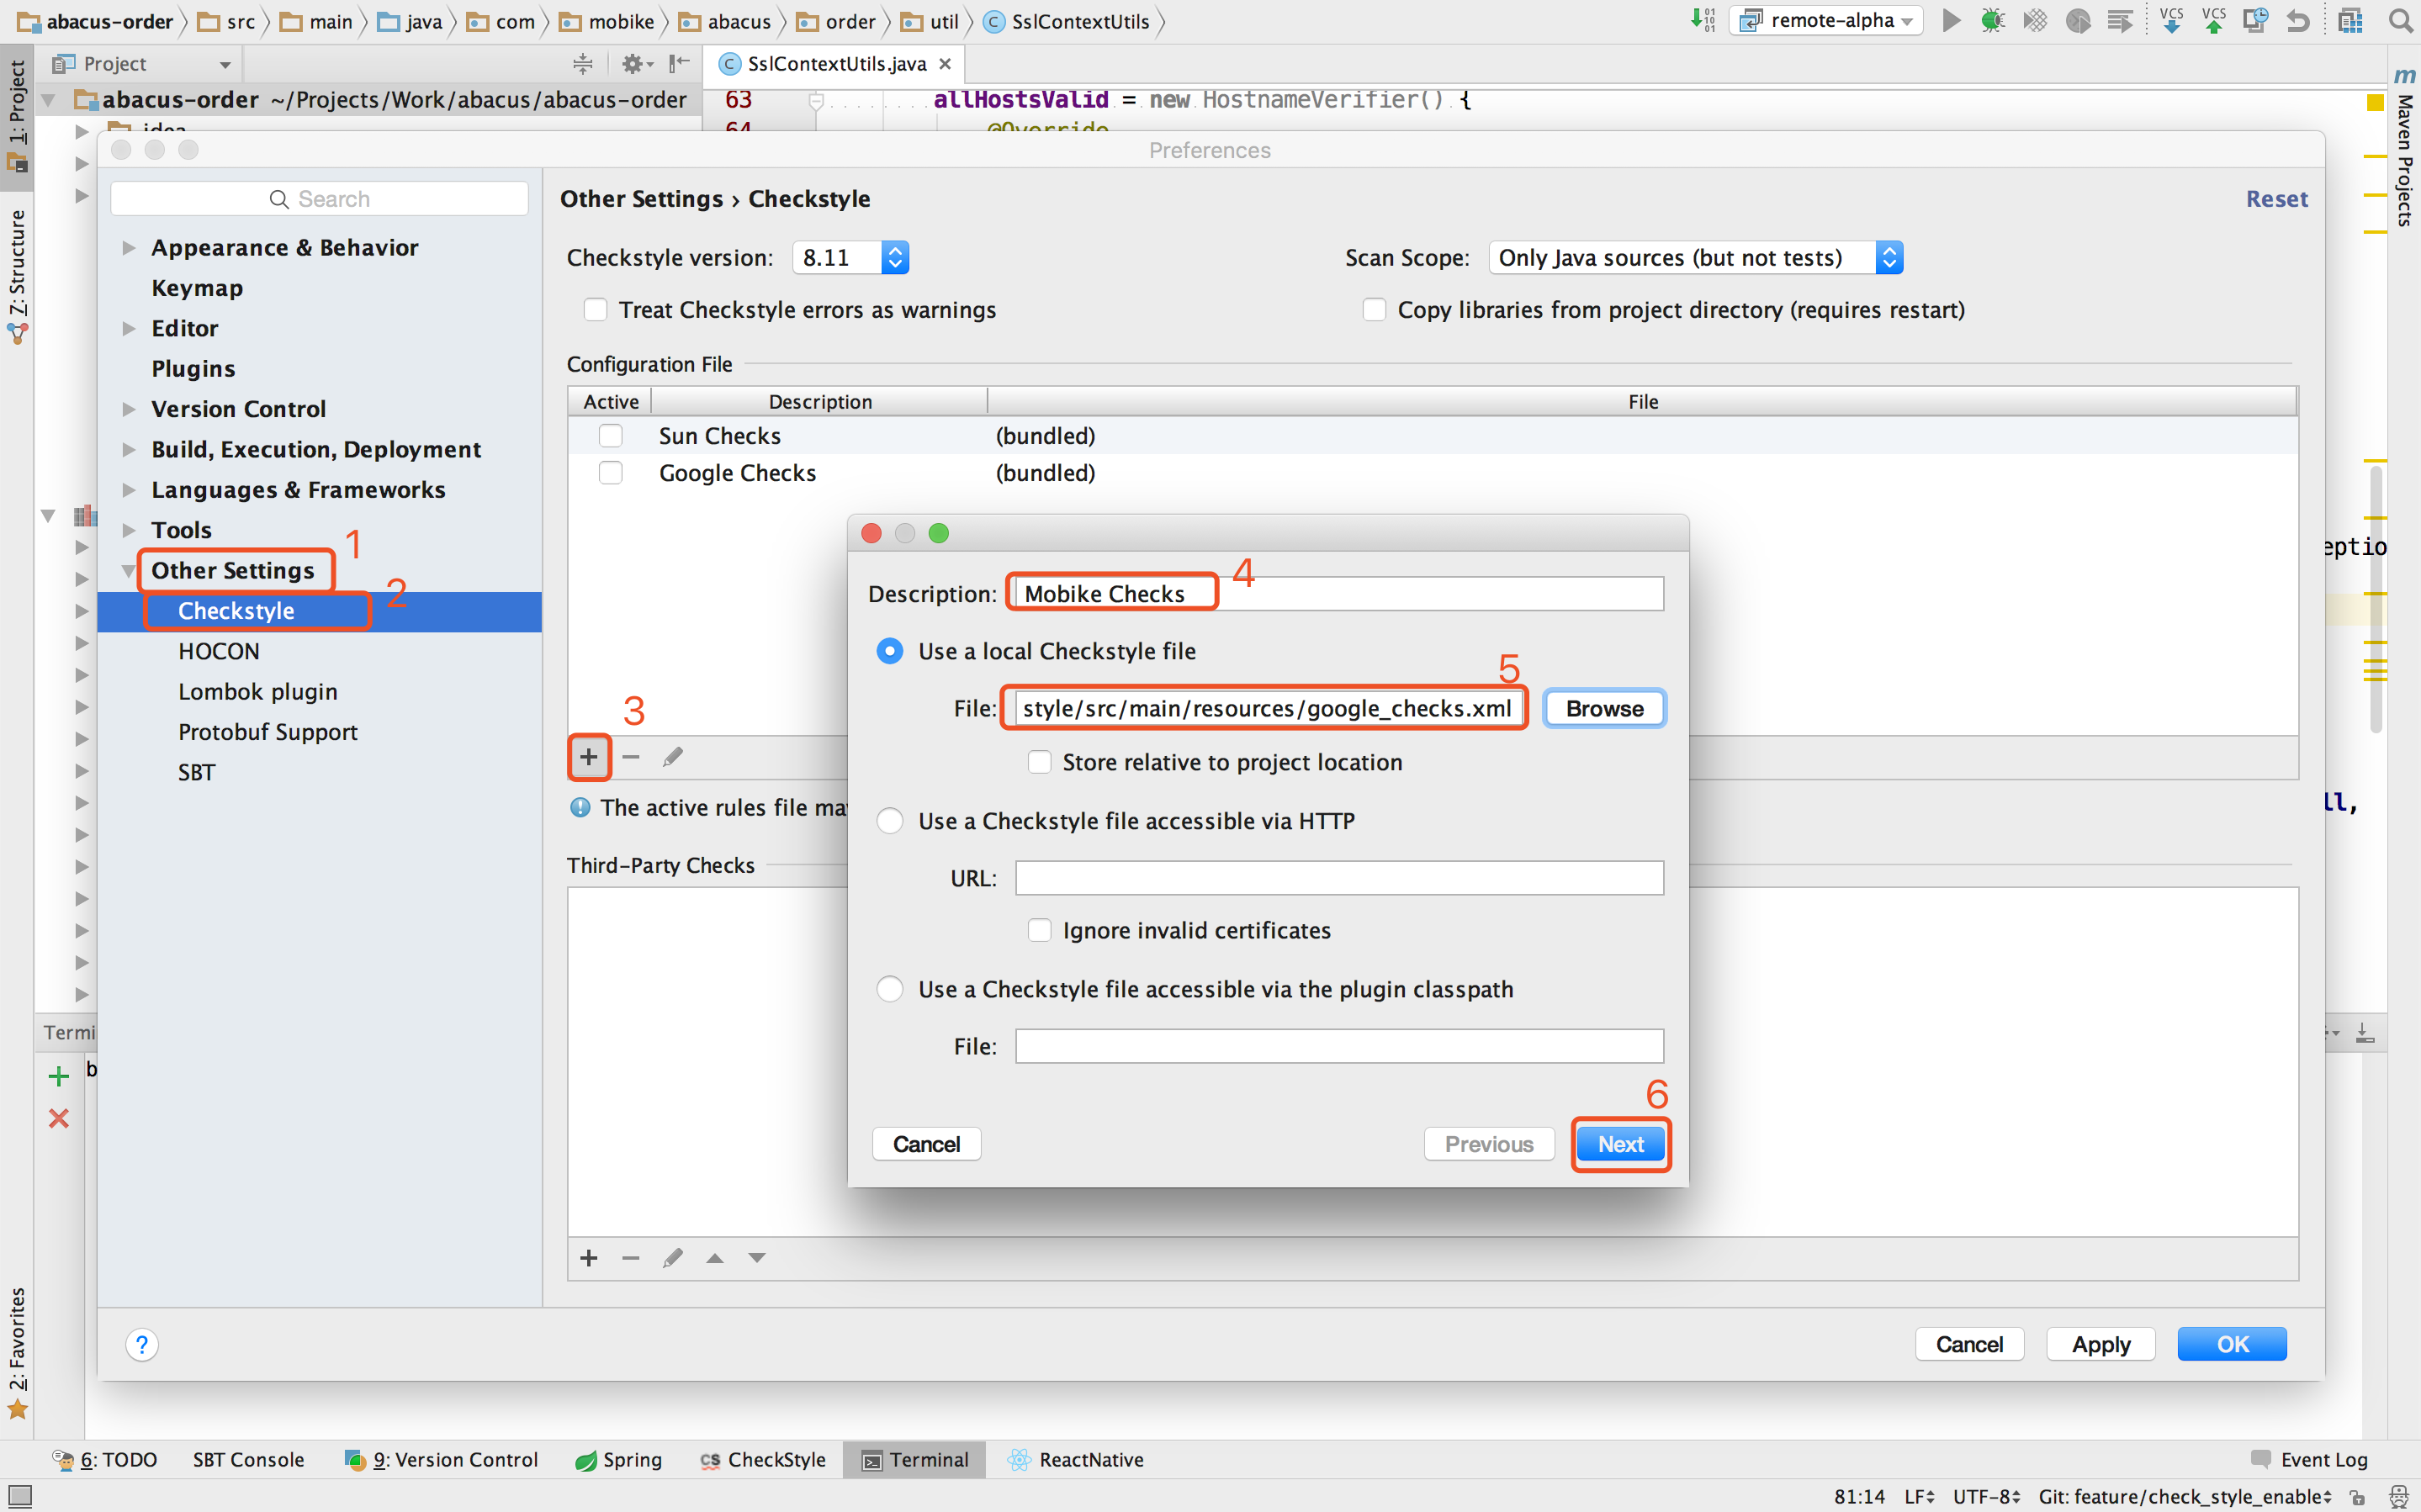 abacus-order src main java com mobike abacus order util SslContextUtils remote-alpha VCS VCS
Project
SslContextUtils.java
abacus-order ~/Projects/Work/abacus/abacus-order
63 allHostsValid = new HostnameVerifier() {
64 @Override
idea
1: Project
Z: Structure
2: Favorites
Maven Projects
Preferences
Search
Appearance & Behavior
Keymap
Editor
Plugins
Version Control
Build, Execution, Deployment
Languages & Frameworks
Tools
Other Settings
1
Checkstyle
2
HOCON
Lombok plugin
Protobuf Support
SBT
Other Settings › Checkstyle
Reset
Checkstyle version: 8.11
Scan Scope: Only Java sources (but not tests)
Treat Checkstyle errors as warnings
Copy libraries from project directory (requires restart)
Configuration File
Active Description File
Sun Checks (bundled)
Google Checks (bundled)
3
The active rules file may
Third-Party Checks
Description: Mobike Checks
4
Use a local Checkstyle file
5
File: style/src/main/resources/google_checks.xml Browse
Store relative to project location
Use a Checkstyle file accessible via HTTP
URL:
Ignore invalid certificates
Use a Checkstyle file accessible via the plugin classpath
File:
6
Cancel Previous Next
eptio
ll,
Termi
b
? Cancel Apply OK
6: TODO SBT Console 9: Version Control Spring CheckStyle Terminal ReactNative Event Log
81:14 LF UTF-8 Git: feature/check_style_enable